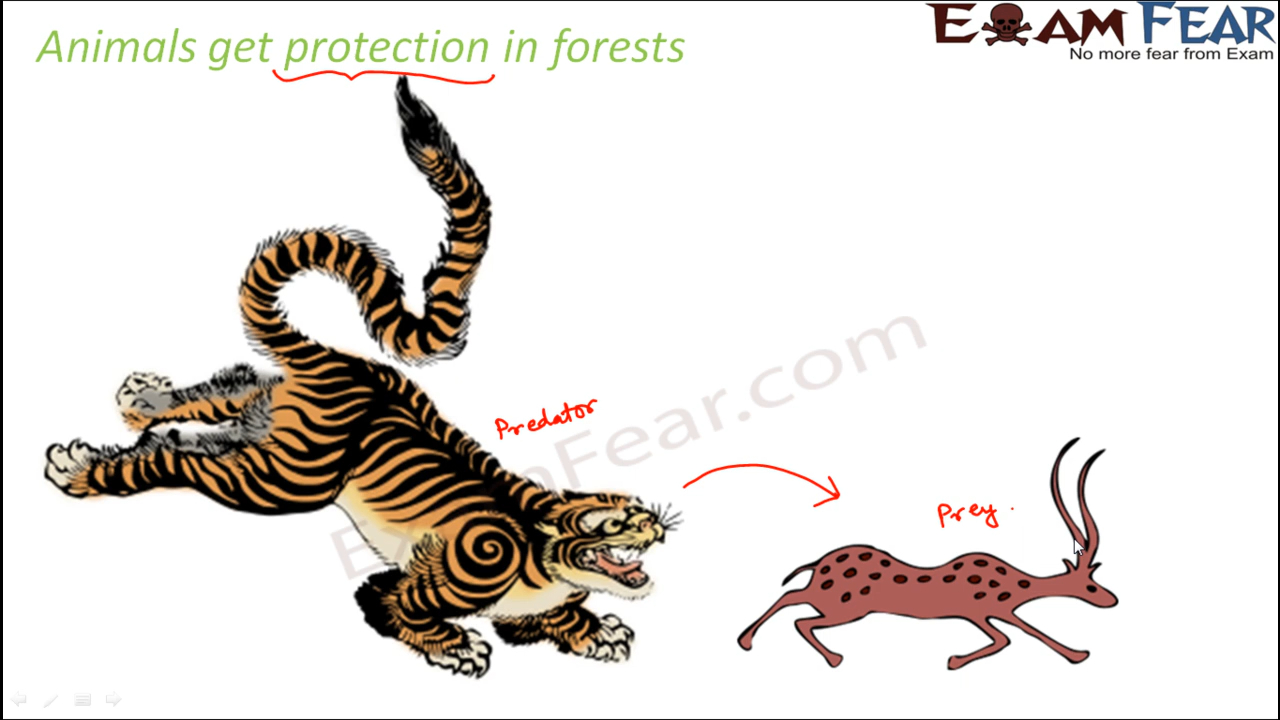 Animals get protection in forests
EXAM FEAR
No more fear from Exam
Predator
Prey.
ExamFear.com